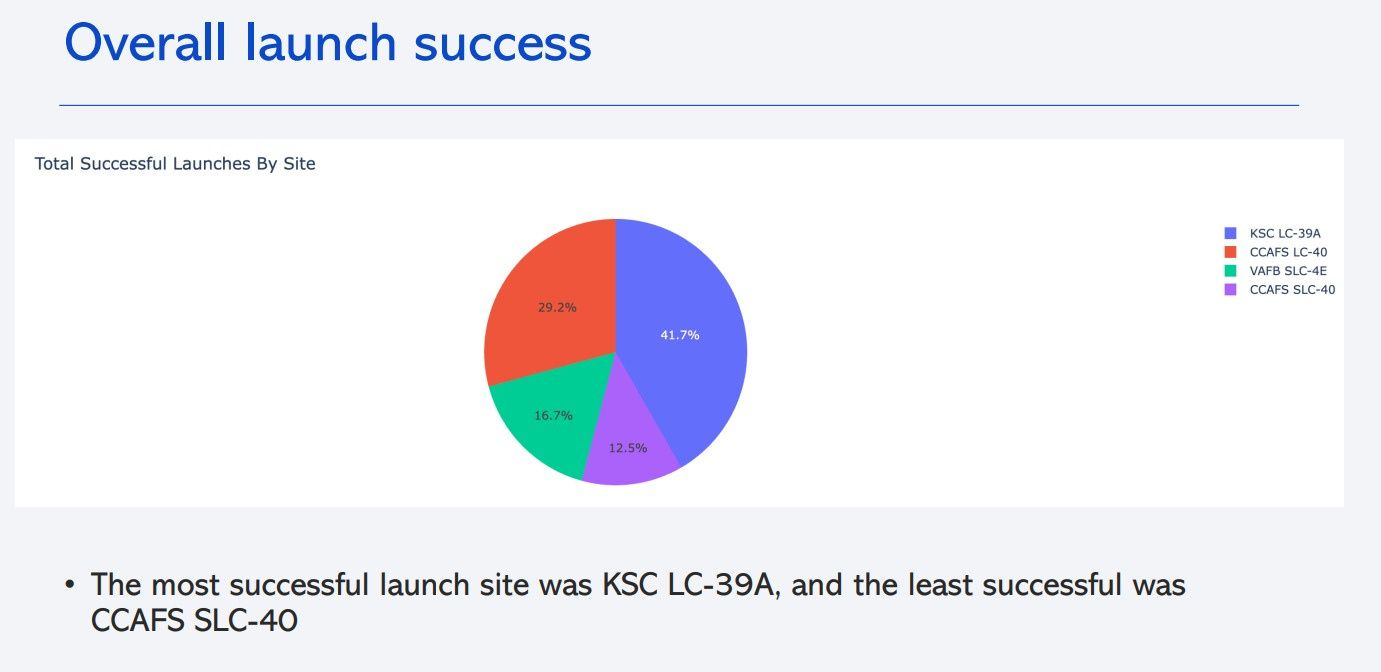 Overall launch success
Total Successful Launches By Site
KSC LC-39A
CCAFS LC-40
VAFB SLC-4E
CCAFS SLC-40
29.2%
41.7%
16.7%
12.5%
• The most successful launch site was KSC LC-39A, and the least successful was
CCAFS SLC-40